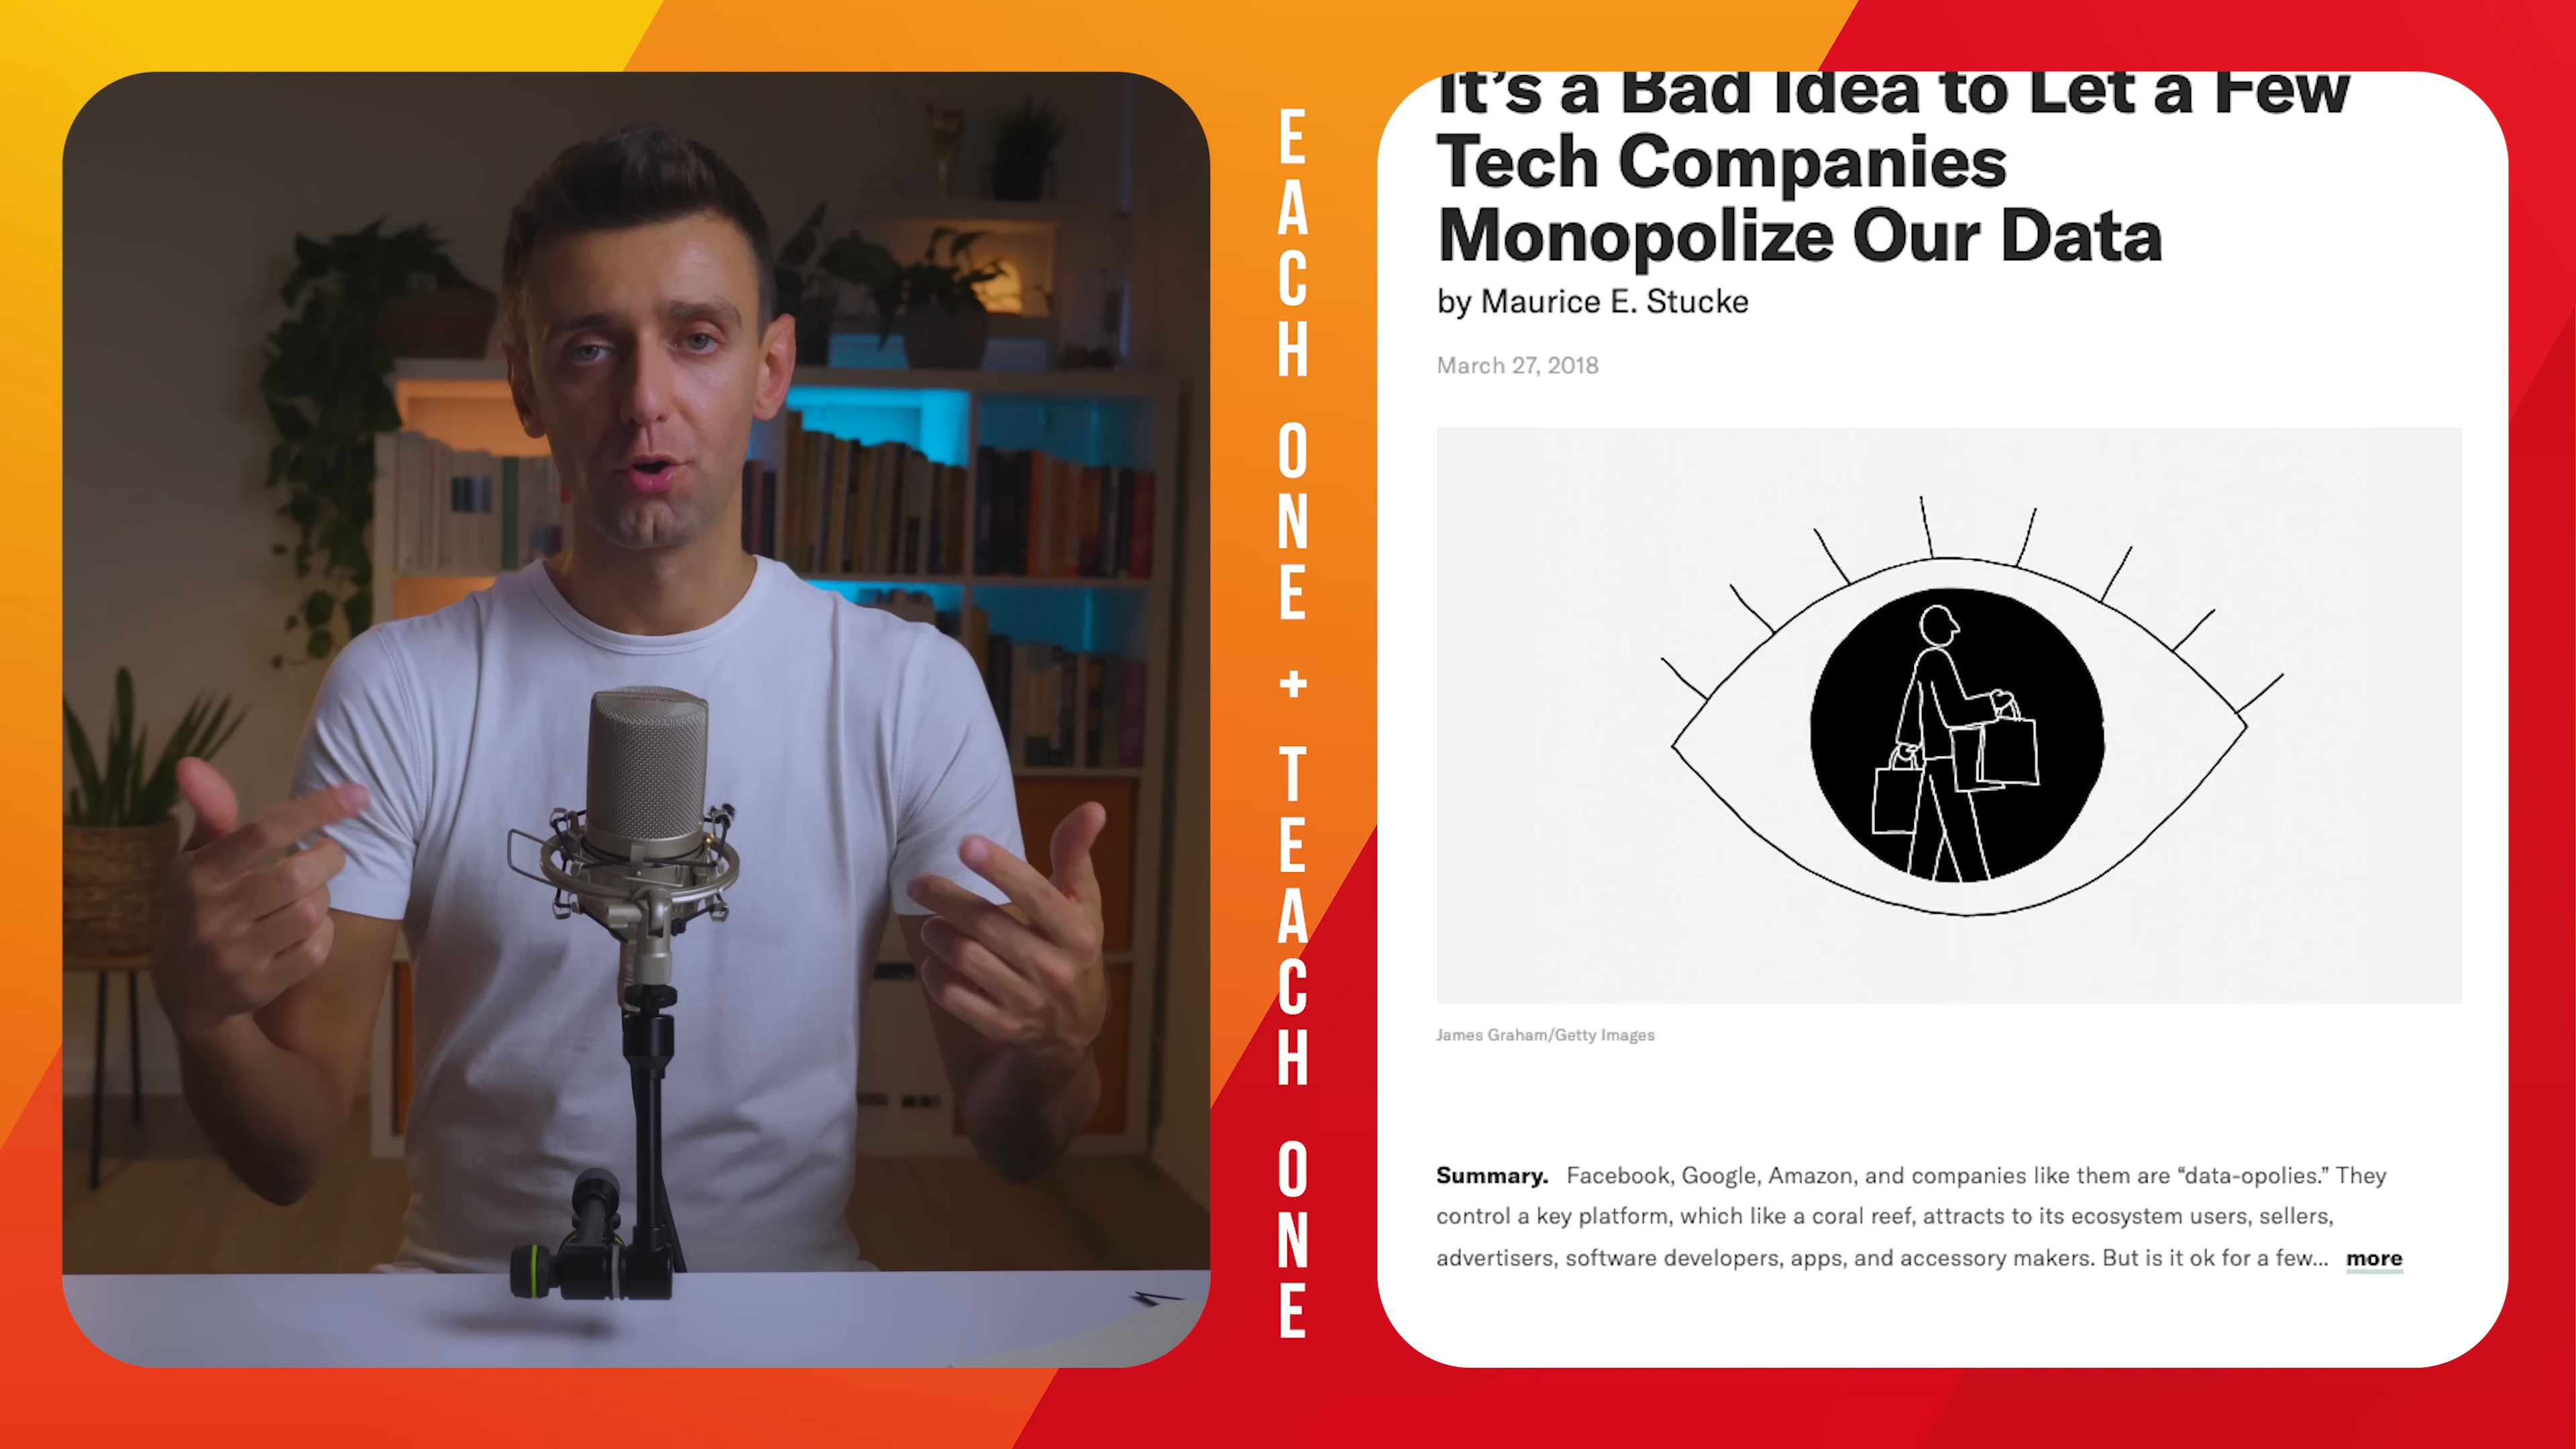 EACH ONE + TEACH ONE
It's a Bad Idea to Let a Few
Tech Companies
Monopolize Our Data
by Maurice E. Stucke
March 27, 2018
James Graham/Getty Images
Summary. Facebook, Google, Amazon, and companies like them are “data-opolies.” They
control a key platform, which like a coral reef, attracts to its ecosystem users, sellers,
advertisers, software developers, apps, and accessory makers. But is it ok for a few... more